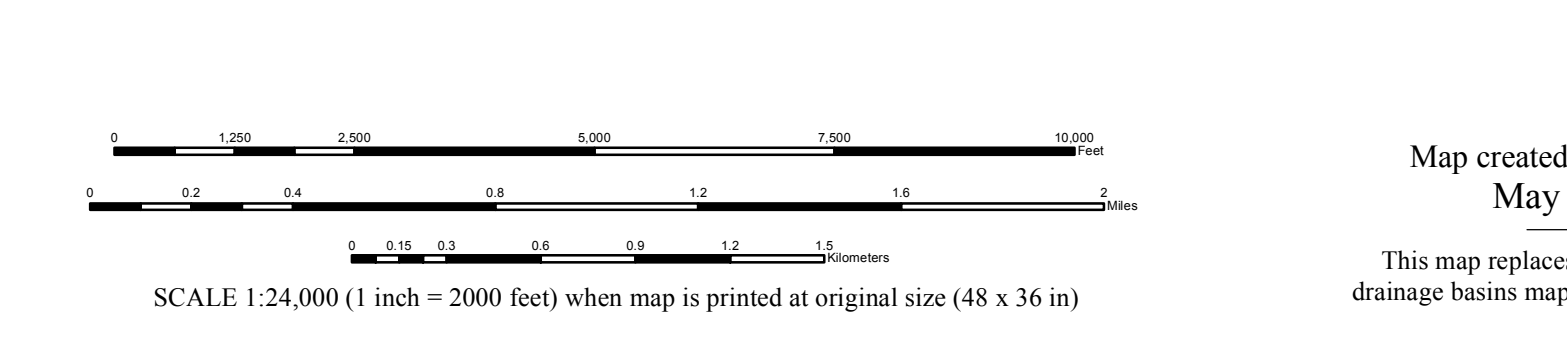 0 1,250 2,500 5,000 7,500 10,000
Feet
0 0.2 0.4 0.8 1.2 1.6 2
Miles
0 0.15 0.3 0.6 0.9 1.2 1.5
Kilometers
SCALE 1:24,000 (1 inch = 2000 feet) when map is printed at original size (48 x 36 in)
Map created
May
This map replaces
drainage basins map